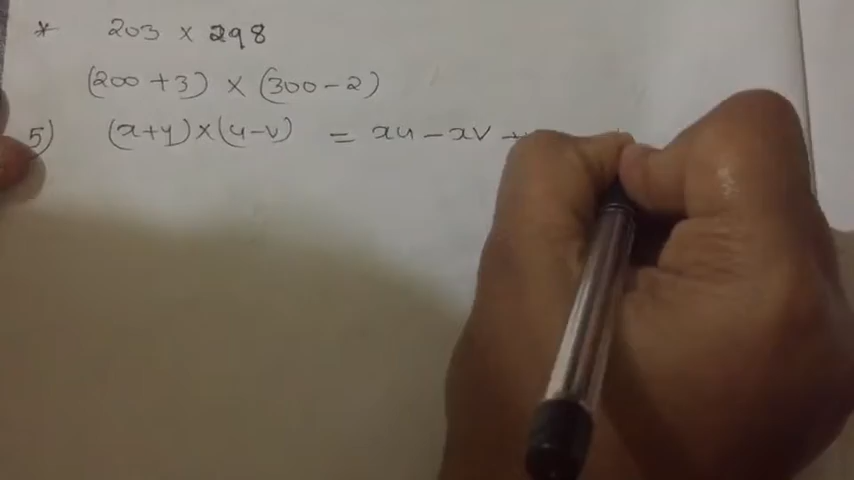 * 203 x 298
(200+3) x (300-2)
5) (x+y)x(u-v) = xu - xv +